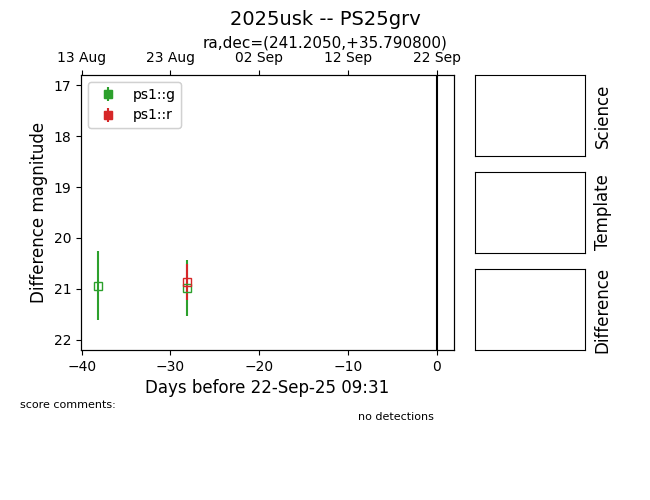 2025usk -- PS25grv
ra,dec=(241.2050,+35.790800)
13 Aug 23 Aug 02 Sep 12 Sep 22 Sep
ps1::g
ps1::r
17
18
19
20
21
22
Difference magnitude
−40 −30 −20 −10 0
Days before 22-Sep-25 09:31
Science
Template
Difference
score comments:
no detections